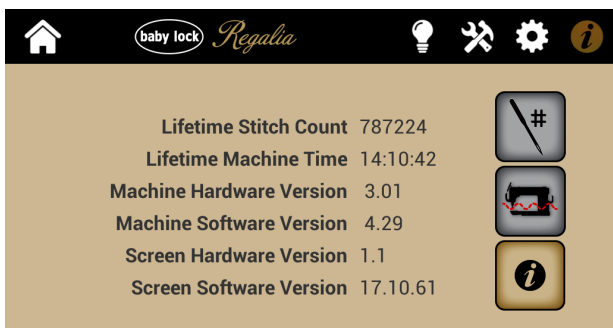 baby lock Regalia
i
Lifetime Stitch Count 787224
#
Lifetime Machine Time 14:10:42
Machine Hardware Version 3.01
Machine Software Version 4.29
Screen Hardware Version 1.1
i
Screen Software Version 17.10.61